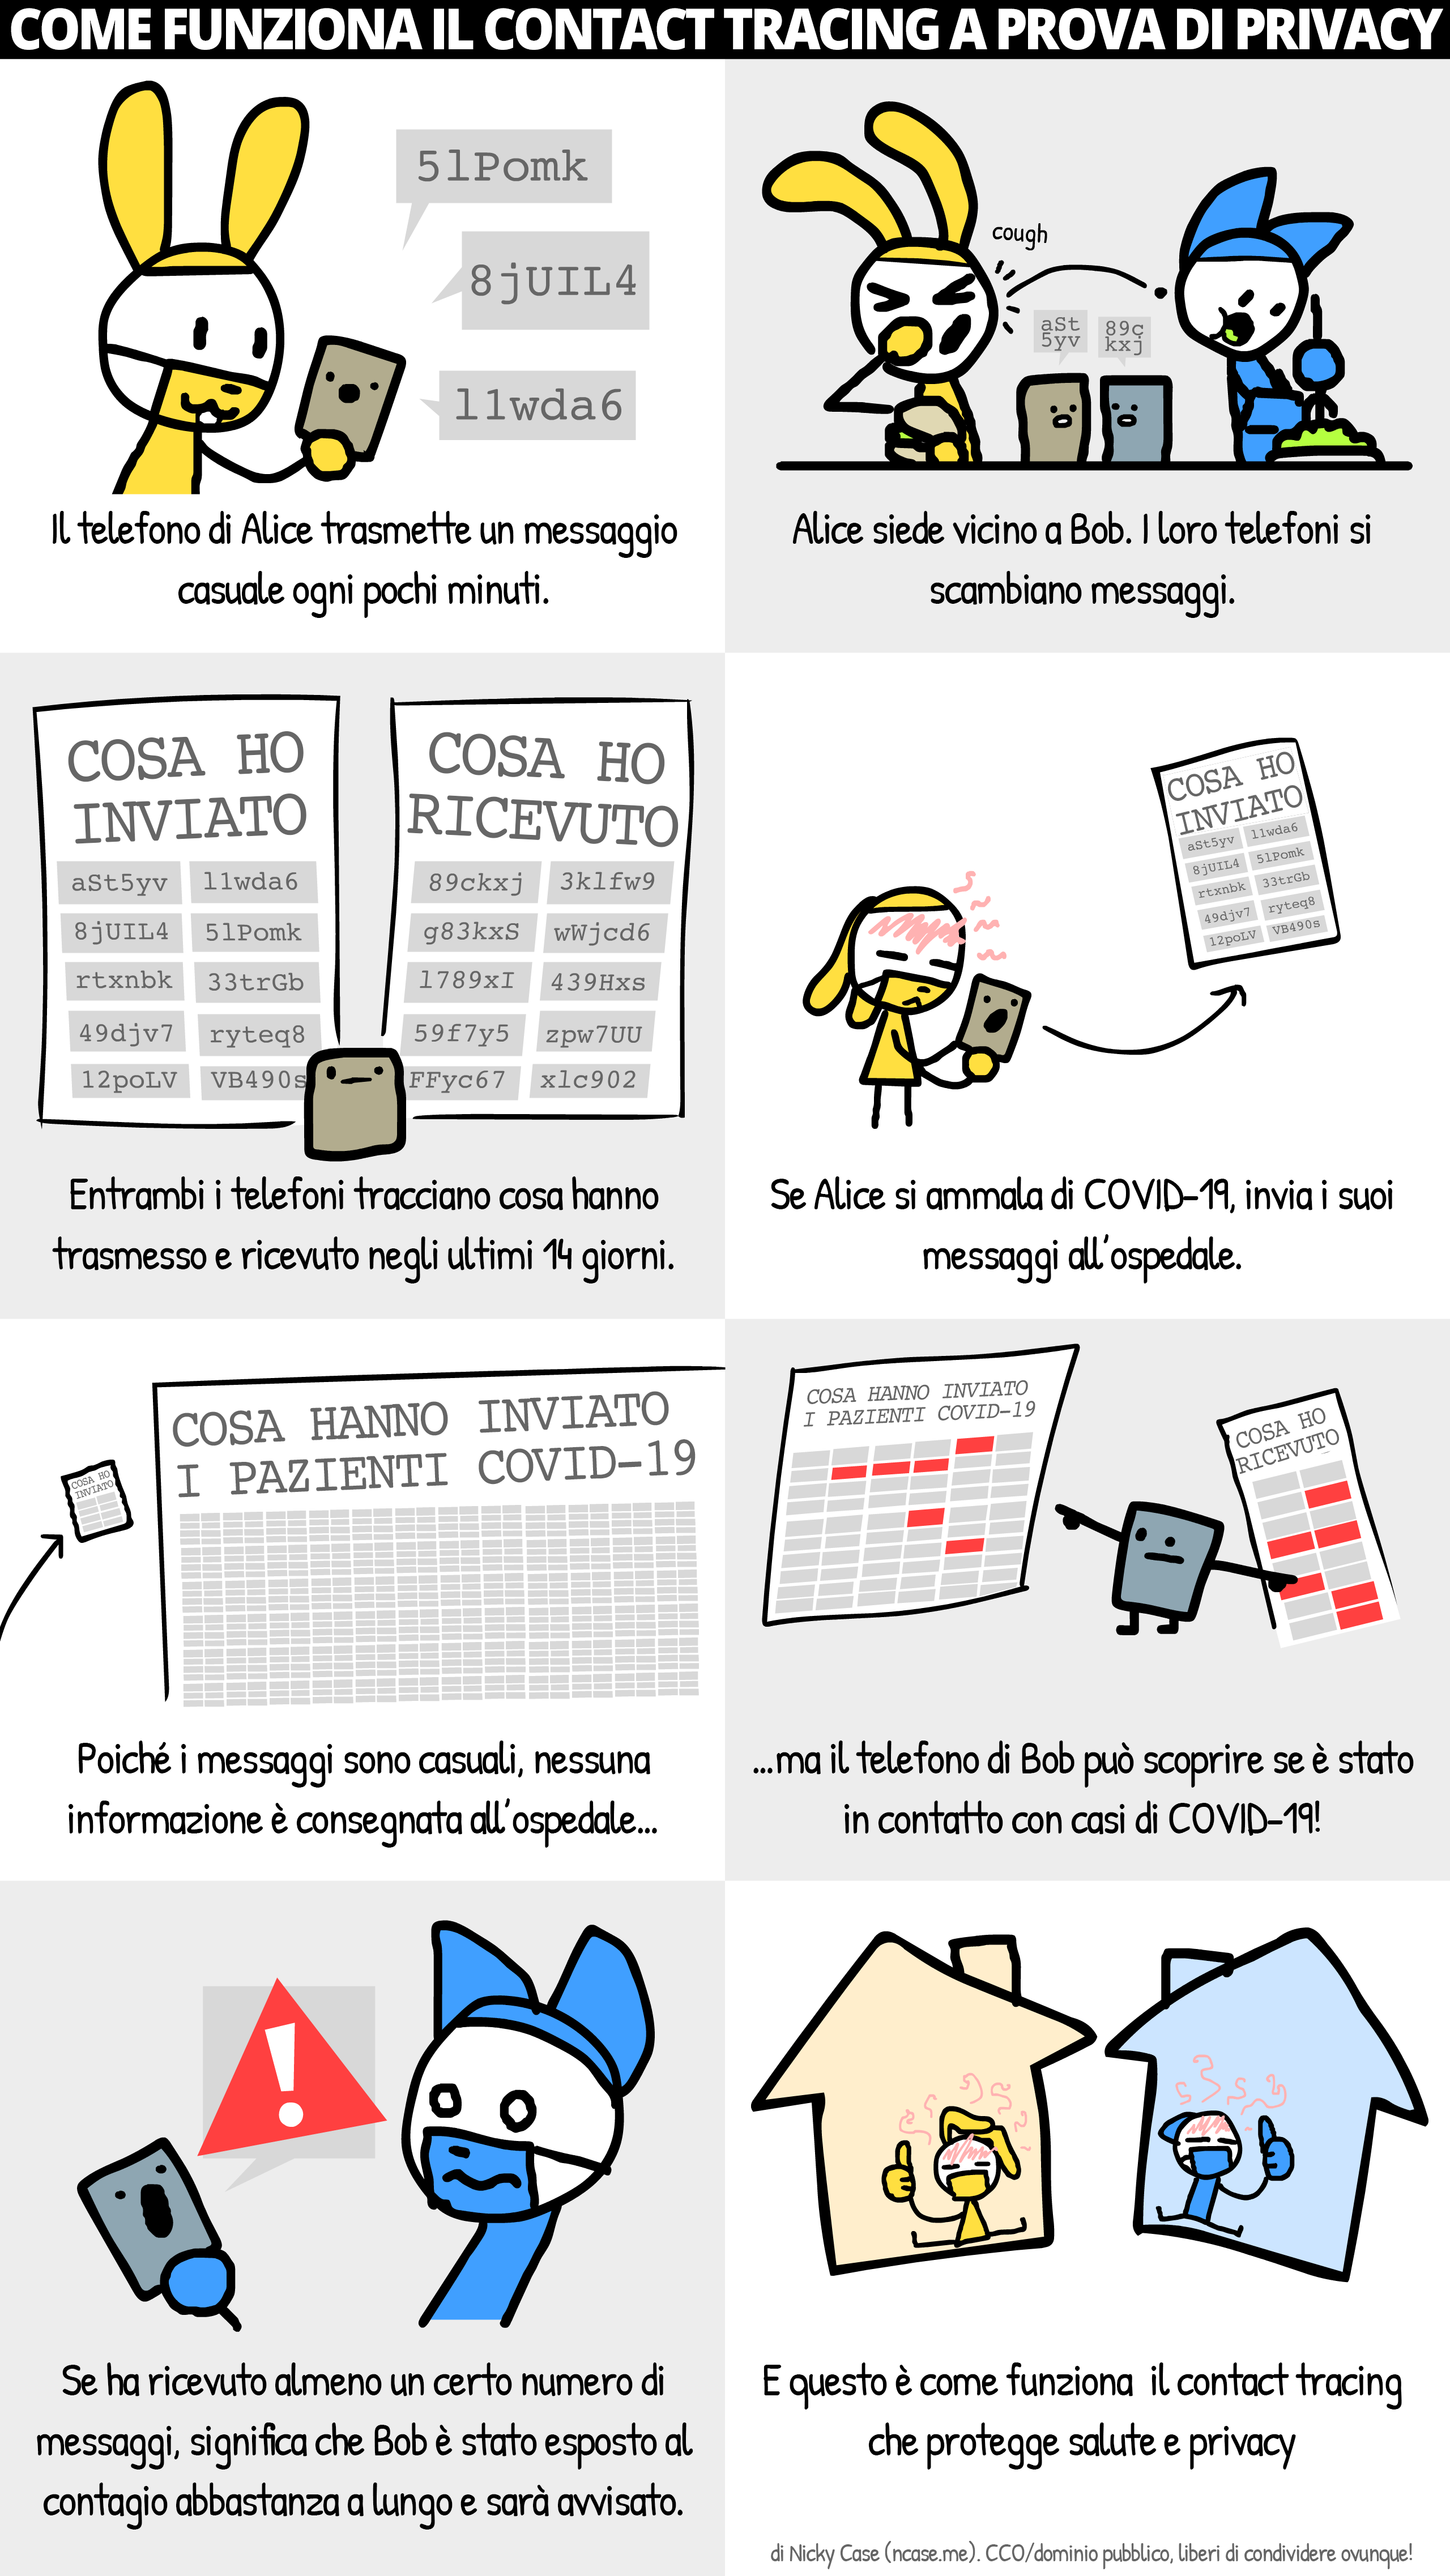 COME FUNZIONA IL CONTACT TRACING A PROVA DI PRIVACY
5lPomk
8jUIL4
l1wda6
Il telefono di Alice trasmette un messaggio
casuale ogni pochi minuti.
cough
aSt
5yv
89c
kxj
Alice siede vicino a Bob. I loro telefoni si
scambiano messaggi.
COSA HO
INVIATO
aSt5yv l1wda6
8jUIL4 5lPomk
rtxnbk 33trGb
49djv7 ryteq8
12poLV VB490s
COSA HO
RICEVUTO
89ckxj 3klfw9
g83kxS wWjcd6
l789xI 439Hxs
59f7y5 zpw7UU
FFyc67 xlc902
Entrambi i telefoni tracciano cosa hanno
trasmesso e ricevuto negli ultimi 14 giorni.
COSA HO
INVIATO
aSt5yv l1wda6
8jUIL4 5lPomk
rtxnbk 33trGb
49djv7 ryteq8
12poLV VB490s
Se Alice si ammala di COVID-19, invia i suoi
messaggi all'ospedale.
COSA HO
INVIATO
COSA HANNO INVIATO
I PAZIENTI COVID-19
Poiché i messaggi sono casuali, nessuna
informazione è consegnata all'ospedale...
COSA HANNO INVIATO
I PAZIENTI COVID-19
COSA HO
RICEVUTO
...ma il telefono di Bob può scoprire se è stato
in contatto con casi di COVID-19!
!
Se ha ricevuto almeno un certo numero di
messaggi, significa che Bob è stato esposto al
contagio abbastanza a lungo e sarà avvisato.
E questo è come funziona  il contact tracing
che protegge salute e privacy
di Nicky Case (ncase.me). CC0/dominio pubblico, liberi di condividere ovunque!